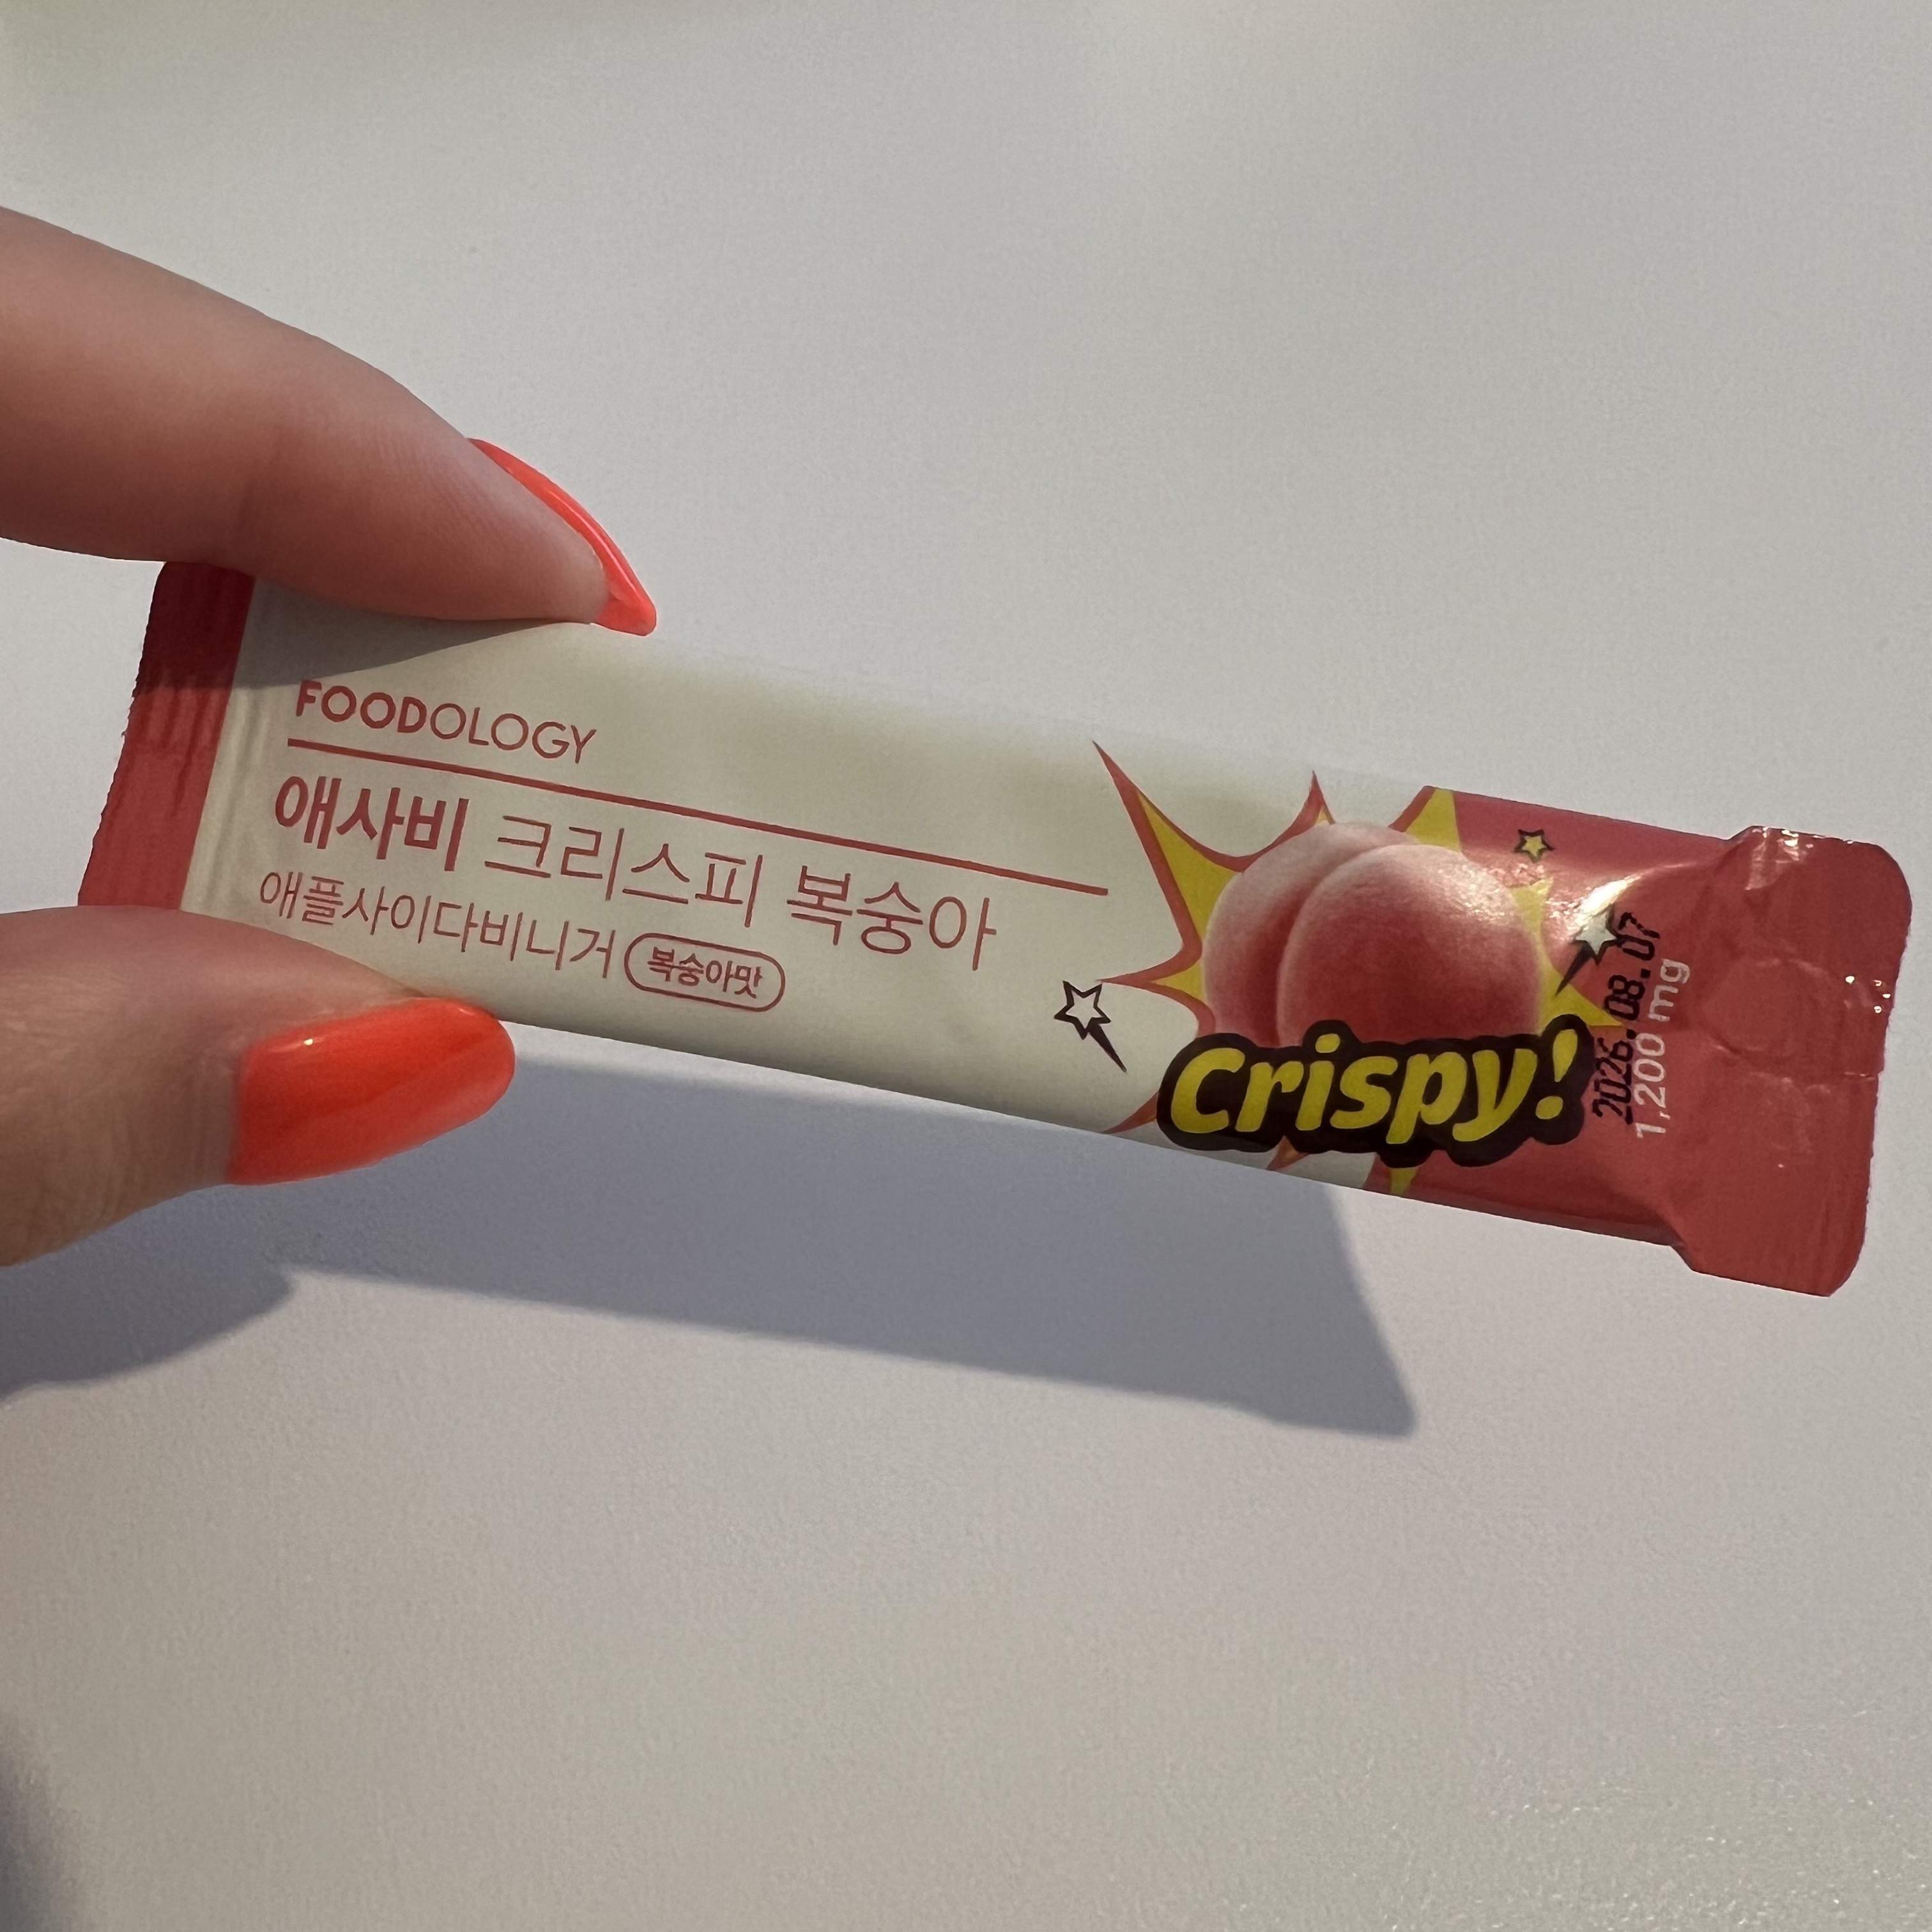 FOODOLOGY
애사비 크리스피 복숭아
애플사이다비니거 복숭아맛
Crispy!
2026.08.07
1,200 mg